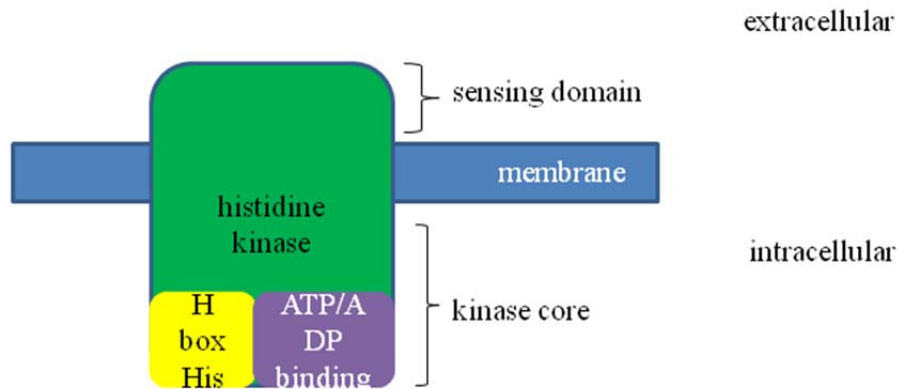 extracellular
sensing domain
membrane
histidine
kinase
intracellular
H
box
His
ATP/A
DP
binding
kinase core